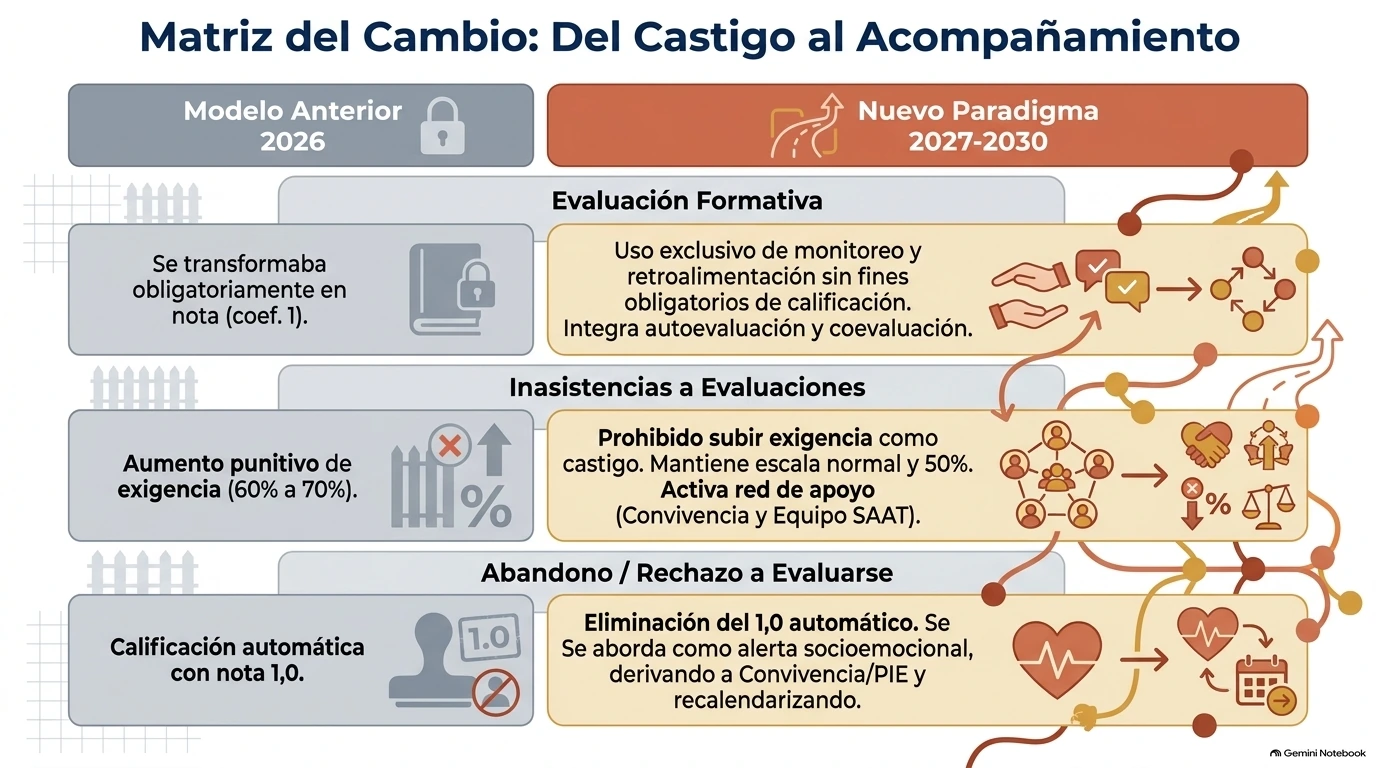 Matriz del Cambio: Del Castigo al Acompañamiento
Modelo Anterior
2026
Nuevo Paradigma
2027-2030
Evaluación Formativa
Se transformaba
obligatoriamente en
nota (coef. 1).
Uso exclusivo de monitoreo y
retroalimentación sin fines
obligatorios de calificación.
Integra autoevaluación y coevaluación.
Inasistencias a Evaluaciones
Aumento punitivo de
exigencia (60% a 70%).
%
Prohibido subir exigencia como
castigo. Mantiene escala normal y 50%.
Activa red de apoyo
(Convivencia y Equipo SAAT).
%
Abandono / Rechazo a Evaluarse
Calificación automática
con nota 1,0.
1.0
Eliminación del 1,0 automático. Se
Se aborda como alerta socioemocional,
derivando a Convivencia/PIE y
recalendarizando.
Gemini Notebook